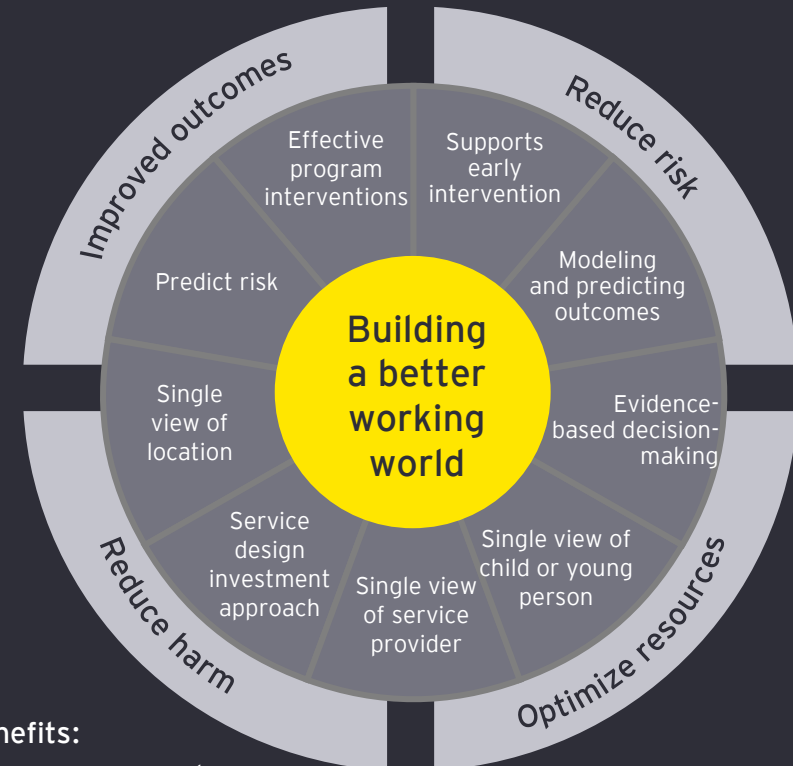 Improved outcomes
Reduce risk
Effective
program
interventions
Supports
early
intervention
Predict risk
Modeling
and predicting
outcomes
Building
a better
working
world
Single
view of
location
Evidence-
based decision-
making
Service
design
investment
approach
Single view
of service
provider
Single view of
child or young
person
Reduce harm
Optimize resources
nefits: